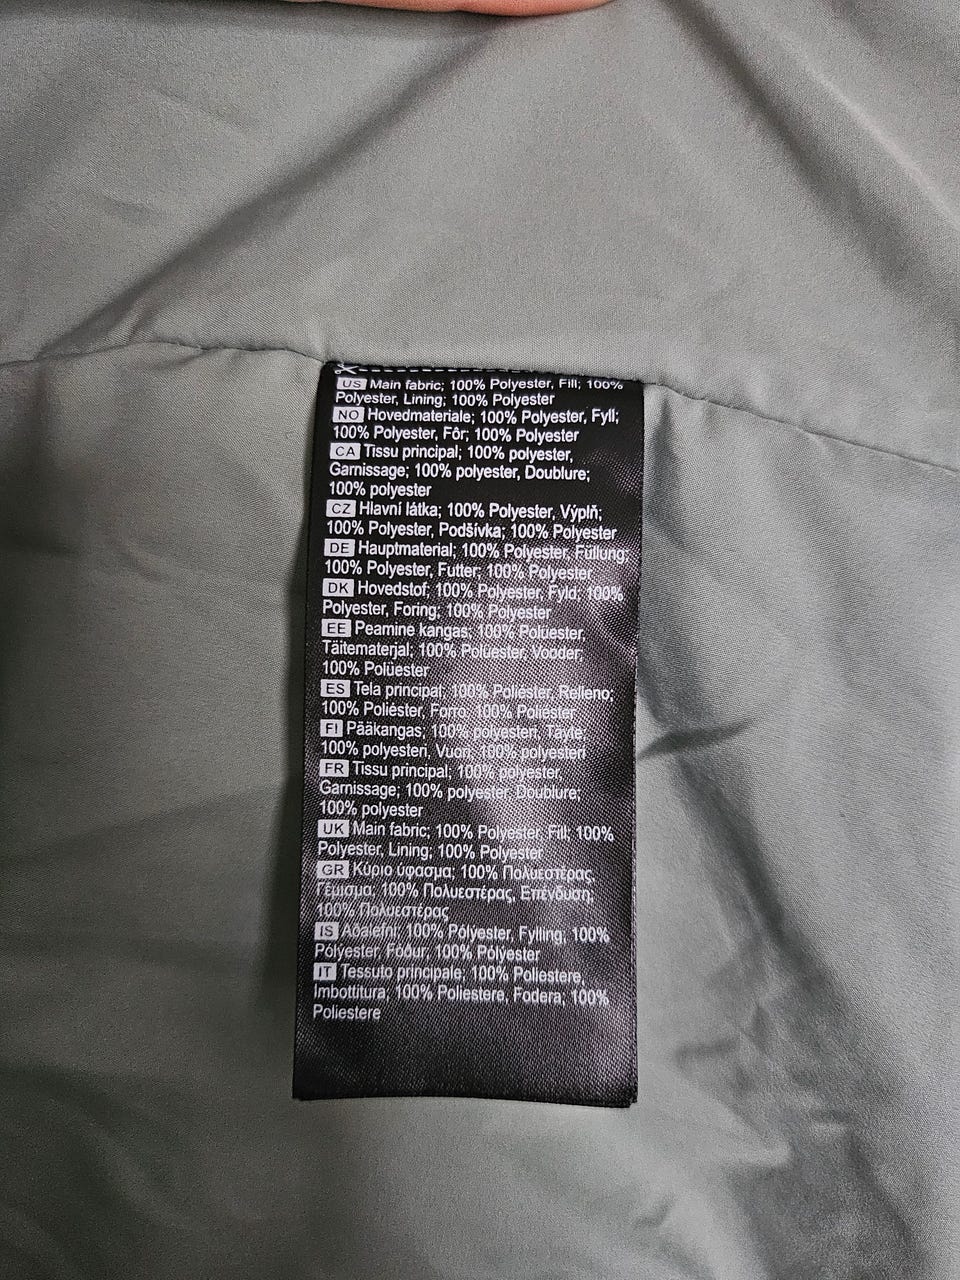 US Main fabric; 100% Polyester, Fill; 100%
Polyester, Lining; 100% Polyester
NO Hovedmateriale; 100% Polyester, Fyll;
100% Polyester, Fôr; 100% Polyester
CA Tissu principal; 100% polyester,
Garnissage; 100% polyester, Doublure;
100% polyester
CZ Hlavní látka; 100% Polyester, Výplň;
100% Polyester, Podšívka; 100% Polyester
DE Hauptmaterial; 100% Polyester, Füllung;
100% Polyester, Futter; 100% Polyester
DK Hovedstof; 100% Polyester, Fyld; 100%
Polyester, Foring; 100% Polyester
EE Peamine kangas; 100% Polüester,
Täitematerjal; 100% Polüester, Vooder;
100% Polüester
ES Tela principal; 100% Poliéster, Relleno;
100% Poliéster, Forro; 100% Poliéster
FI Pääkangas; 100% polyesteri, Täyte;
100% polyesteri, Vuori; 100% polyesteri
FR Tissu principal; 100% polyester,
Garnissage; 100% polyester, Doublure;
100% polyester
UK Main fabric; 100% Polyester, Fill; 100%
Polyester, Lining; 100% Polyester
GR Κύριο ύφασμα; 100% Πολυεστέρας,
Γέμισμα; 100% Πολυεστέρας, Επένδυση;
100% Πολυεστέρας
IS Aðalefni; 100% Pólýester, Fylling; 100%
Pólýester, Fóður; 100% Pólýester
IT Tessuto principale; 100% Poliestere,
Imbottitura; 100% Poliestere, Fodera; 100%
Poliestere